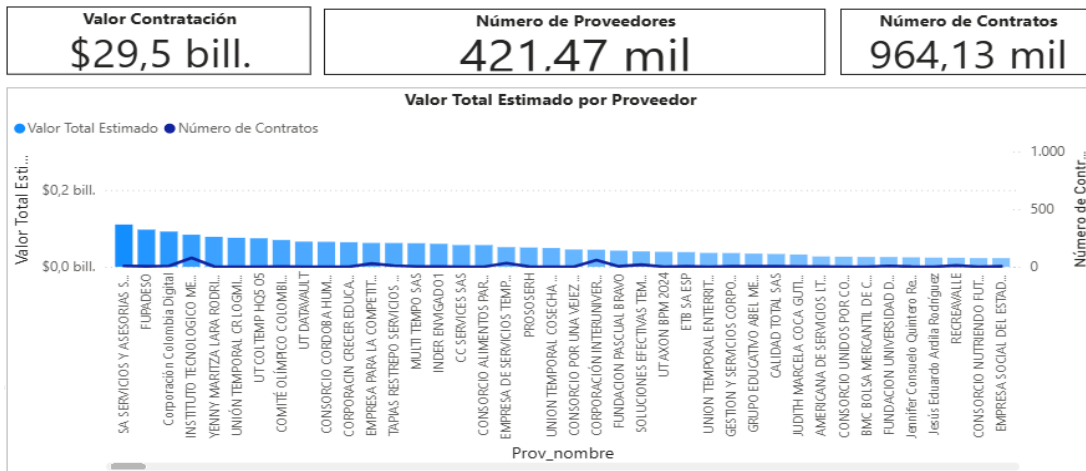 Valor Contratación
$29,5 bill.
Número de Proveedores
421,47 mil
Número de Contratos
964,13 mil
Valor Total Estimado por Proveedor
Valor Total Estimado
Número de Contratos
Valor Total Esti...
$0,2 bill.
$0,0 bill.
1.000
500
0
Número de Contr...
SA SERVICIOS Y ASESORIAS S...
FUPADESO
Corporación Colombia Digital
INSTITUTO TECNOLOGICO ME...
YENNY MARITZA LARA RODRI...
UNIÓN TEMPORAL CR LOGMI...
UT COLTEMP HQ5 05
COMITÉ OLÍMPICO COLOMBI...
UT DATAVAULT
CONSORCIO CORDOBA HUM...
CORPORACIN CRECER EDUCA...
EMPRESA PARA LA COMPETIT...
TAPAS RESTREPO SERVICIOS ...
MULTI TEMPO SAS
INDER ENVIGADO1
CC SERVICES SAS
CONSORCIO ALIMENTOS PAR...
EMPRESA DE SERVICIOS TEMP...
PROSOSERH
UNION TEMPORAL COSECHA ...
CONSORCIO POR UNA VEJEZ ...
CORPORACIÓN INTERUNIVER...
FUNDACION PASCUAL BRAVO
SOLUCIONES EFECTIVAS TEM...
UT AXON BPM 2024
ETB SA ESP
UNION TEMPORAL ENTERRIT...
GESTION Y SERVICIOS CORPO...
GRUPO EDUCATIVO ABEL ME...
CALIDAD TOTAL SAS
JUDITH MARCELA COCA GUTI...
AMERICANA DE SERVICIOS LT...
CONSORCIO UNIDOS POR CO...
BMC BOLSA MERCANTIL DE C...
FUNDACION UNIVERSIDAD D...
Jennifer Consuelo Quintero Re...
Jesús Eduardo Ardila Rodríguez
RECREAVALLE
CONSORCIO NUTRIENDO FUT...
EMPRESA SOCIAL DEL ESTAD...
Prov_nombre